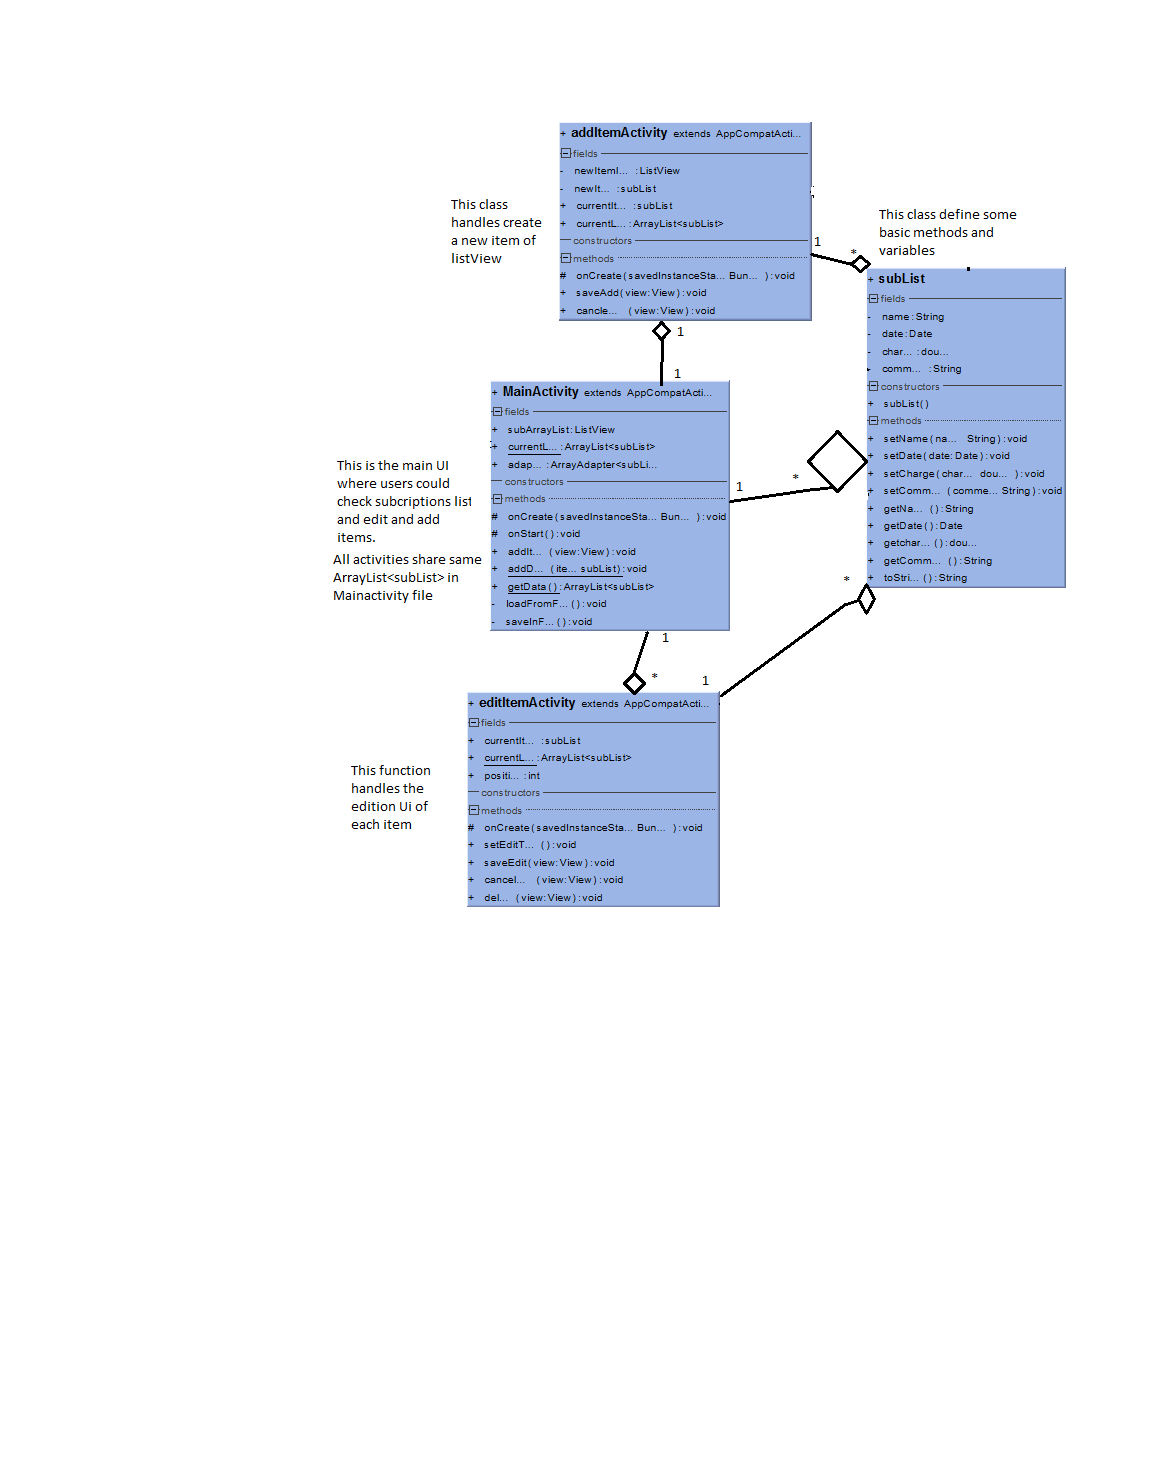 + addItemActivity extends AppCompatActi...
fields
- newItemI... :ListView
- newIt... :subList
+ currentIt... :subList
+ currentL... :ArrayList<subList>
constructors
methods
# onCreate(savedInstanceSta... Bun... ):void
+ saveAdd(view:View):void
+ cancle... (view:View):void
This class
handles create
a new item of
listView
1
*
This class define some
basic methods and
variables
+ subList
fields
- name:String
- date:Date
- char... :dou...
- comm... :String
constructors
+ subList()
methods
+ setName(na... String):void
+ setDate(date:Date):void
+ setCharge(char... dou... ):void
+ setComm... (comme... String):void
+ getNa... ():String
+ getDate():Date
+ getchar... ():dou...
+ getComm... ():String
+ toStri... ():String
1
1
+ MainActivity extends AppCompatActi...
fields
+ subArrayList:ListView
+ currentL... :ArrayList<subList>
+ adap... :ArrayAdapter<subLi...
constructors
methods
# onCreate(savedInstanceSta... Bun... ):void
# onStart():void
+ addIt... (view:View):void
+ addD... (ite... subList):void
+ getData():ArrayList<subList>
- loadFromF... ():void
- saveInF... ():void
1
*
This is the main UI
where users could
check subcriptions list
and edit and add
items.
All activities share same
ArrayList<subList> in
Mainactivity file
*
1
1
*
+ editItemActivity extends AppCompatActi...
fields
+ currentIt... :subList
+ currentL... :ArrayList<subList>
+ positi... :int
constructors
methods
# onCreate(savedInstanceSta... Bun... ):void
+ setEditT... ():void
+ saveEdit(view:View):void
+ cancel... (view:View):void
+ del... (view:View):void
This function
handles the
edition Ui of
each item